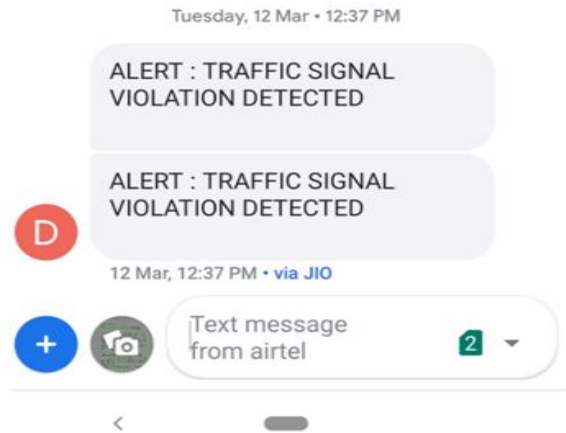 Tuesday, 12 Mar • 12:37 PM
ALERT : TRAFFIC SIGNAL
VIOLATION DETECTED
ALERT : TRAFFIC SIGNAL
VIOLATION DETECTED
D
12 Mar, 12:37 PM • via JIO
Text message
from airtel
2